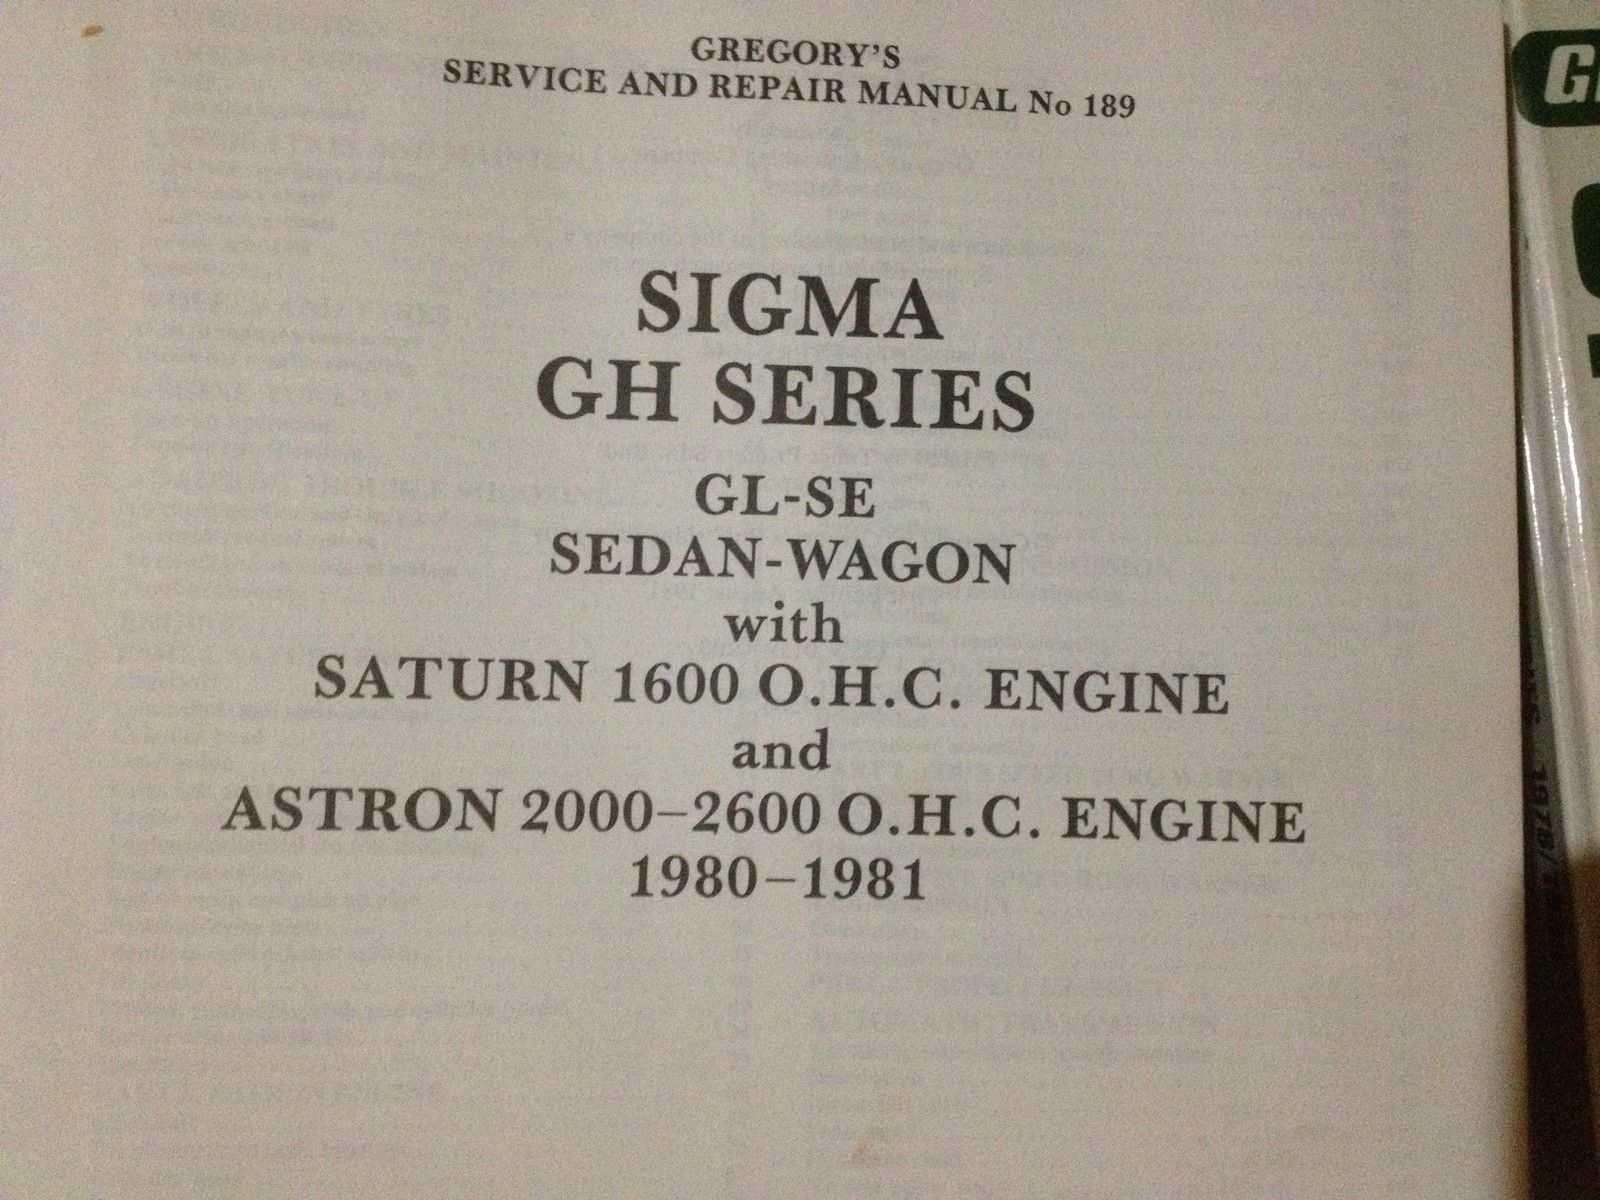 GREGORY'S
SERVICE AND REPAIR MANUAL No 189
SIGMA
GH SERIES
GL-SE
SEDAN-WAGON
with
SATURN 1600 O.H.C. ENGINE
and
ASTRON 2000–2600 O.H.C. ENGINE
1980–1981